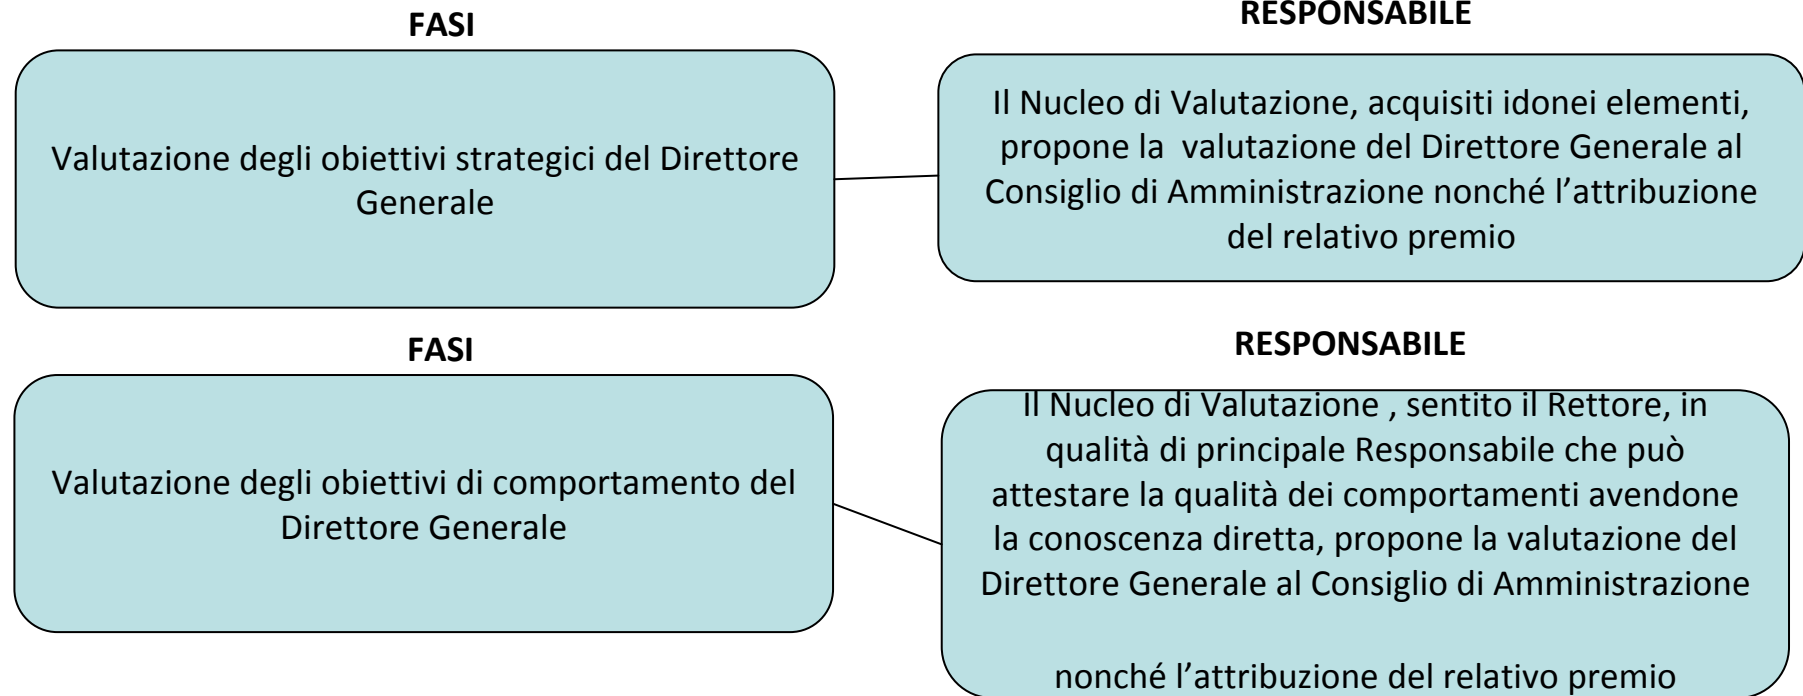 FASI
RESPONSABILE
Valutazione degli obiettivi strategici del Direttore
Generale
Il Nucleo di Valutazione, acquisiti idonei elementi,
propone la  valutazione del Direttore Generale al
Consiglio di Amministrazione nonché l’attribuzione
del relativo premio
FASI
RESPONSABILE
Valutazione degli obiettivi di comportamento del
Direttore Generale
Il Nucleo di Valutazione , sentito il Rettore, in
qualità di principale Responsabile che può
attestare la qualità dei comportamenti avendone
la conoscenza diretta, propone la valutazione del
Direttore Generale al Consiglio di Amministrazione
nonché l’attribuzione del relativo premio